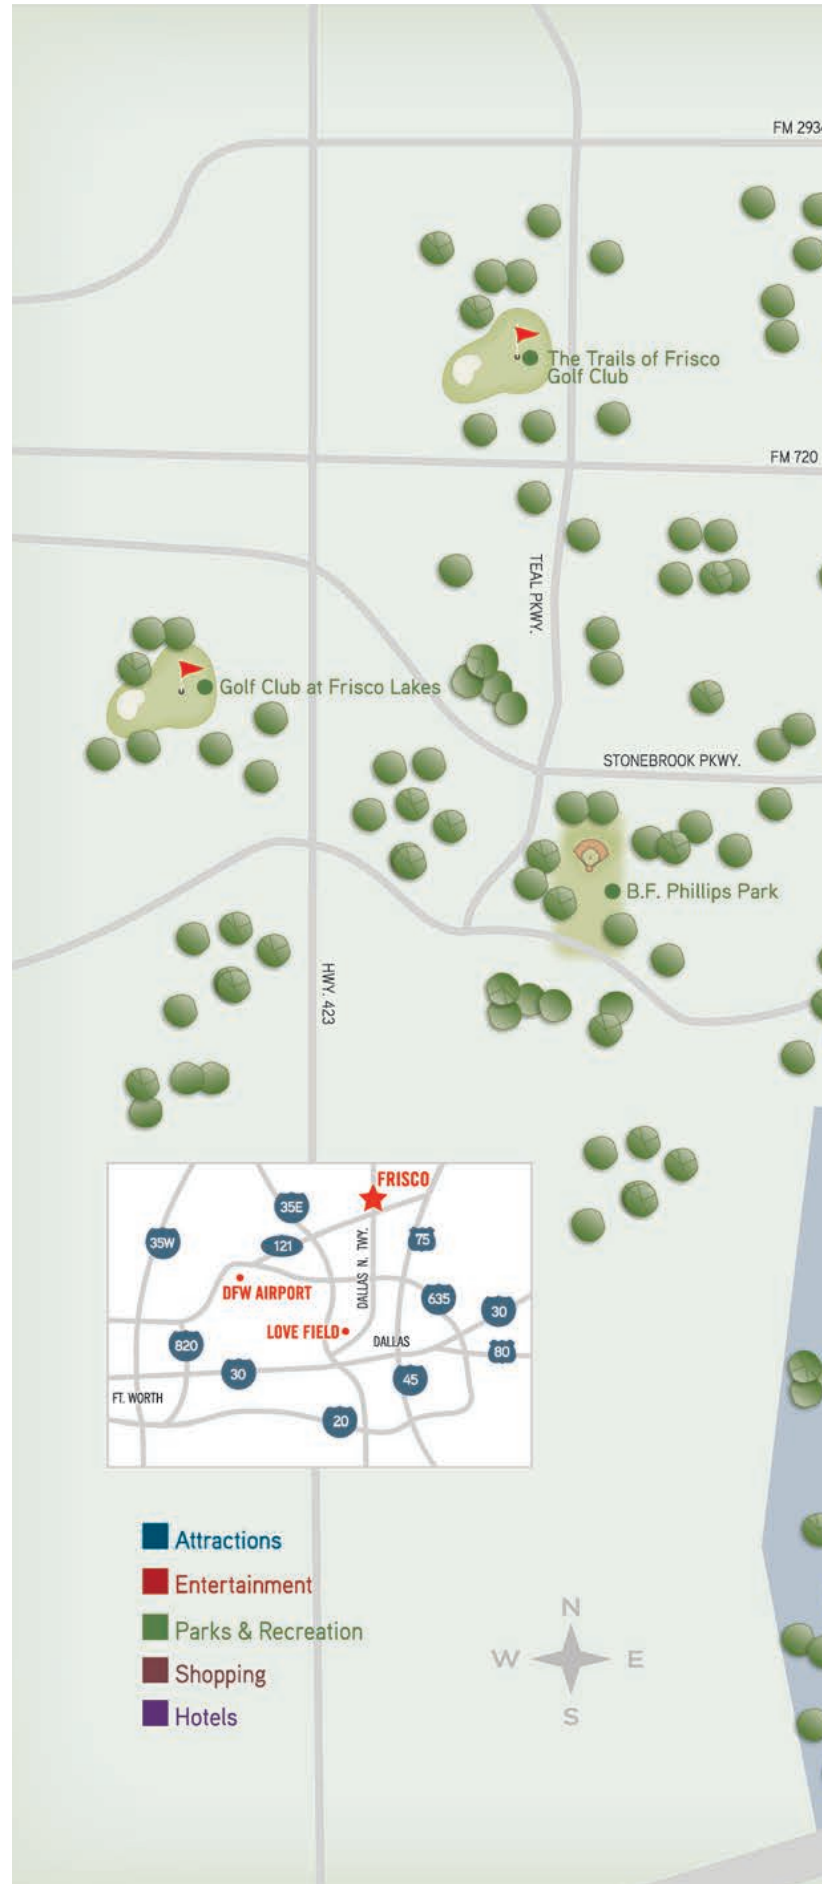 FM 293
The Trails of Frisco
Golf Club
FM 720
TEAL PKWY.
Golf Club at Frisco Lakes
STONEBROOK PKWY.
B.F. Phillips Park
HWY. 423
FRISCO
35E
35W
121
75
DALLAS N. TWY.
DFW AIRPORT
635
30
LOVE FIELD
DALLAS
820
80
30
45
FT. WORTH
20
Attractions
Entertainment
Parks & Recreation
Shopping
Hotels
N
W E
S